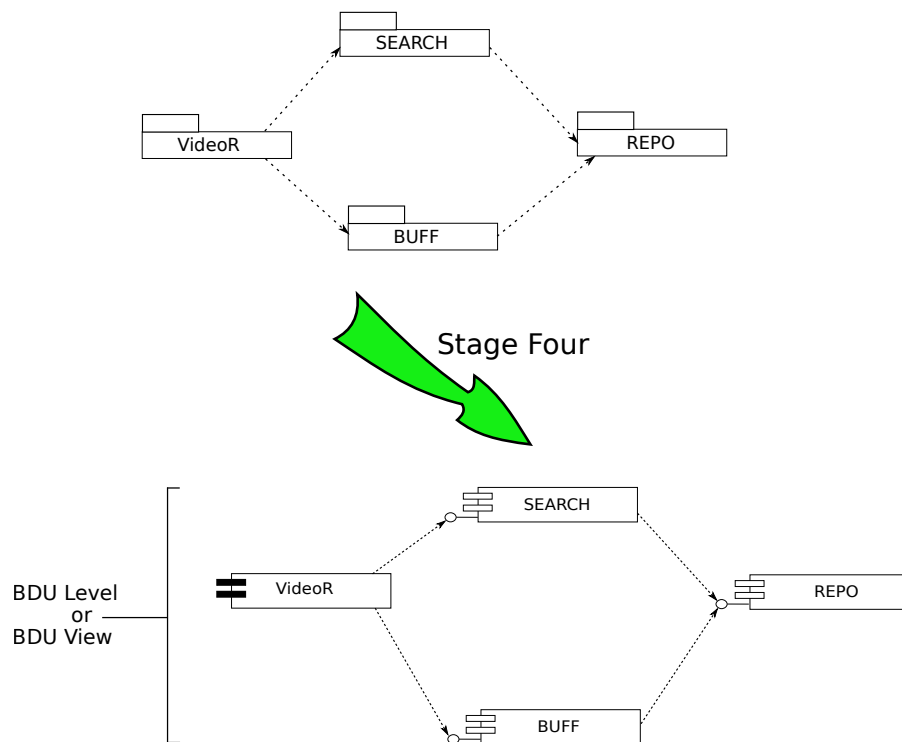 SEARCH
VideoR
REPO
BUFF
Stage Four
SEARCH
VideoR
REPO
BDU Level
or
BDU View
BUFF